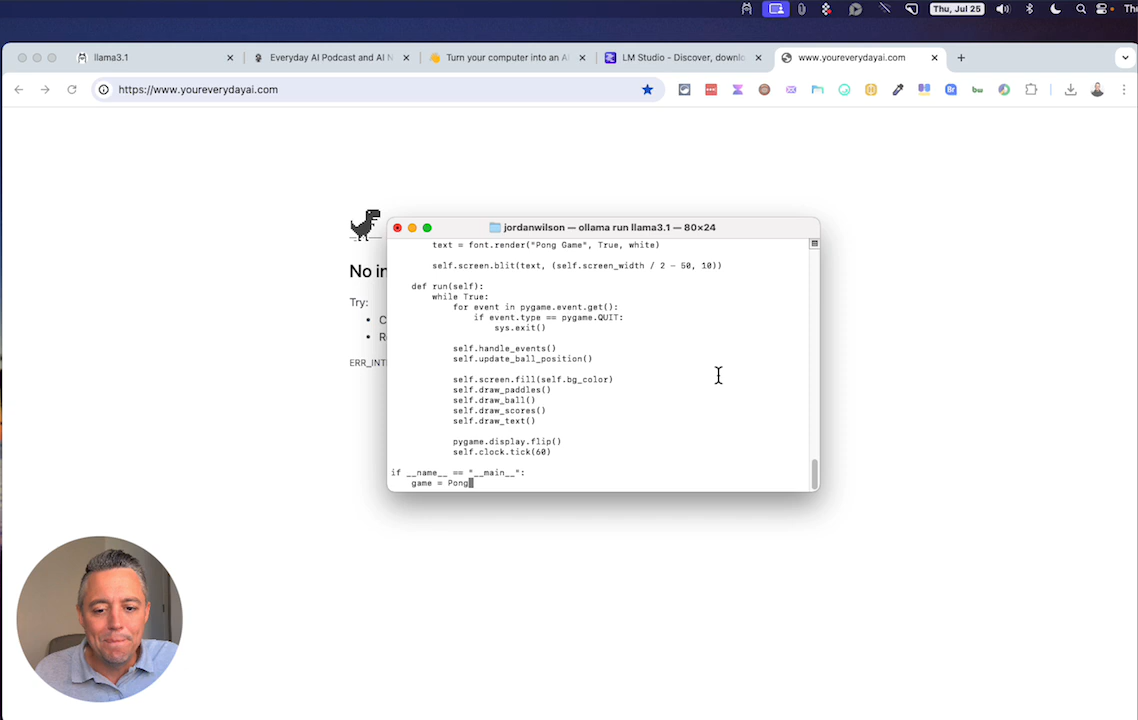 Thu, Jul 25
Thu
llama3.1
Everyday AI Podcast and AI N
Turn your computer into an AI
LM Studio - Discover, downlo
www.youreverydayai.com
https://www.youreverydayai.com
Br
bw
No in
Try:
C
R
ERR_INTE
jordanwilson — ollama run llama3.1 — 80×24
text = font.render("Pong Game", True, white)
self.screen.blit(text, (self.screen_width / 2 - 50, 10))
def run(self):
while True:
for event in pygame.event.get():
if event.type == pygame.QUIT:
sys.exit()
self.handle_events()
self.update_ball_position()
self.screen.fill(self.bg_color)
self.draw_paddles()
self.draw_ball()
self.draw_scores()
self.draw_text()
pygame.display.flip()
self.clock.tick(60)
if __name__ == "__main__":
game = Pong